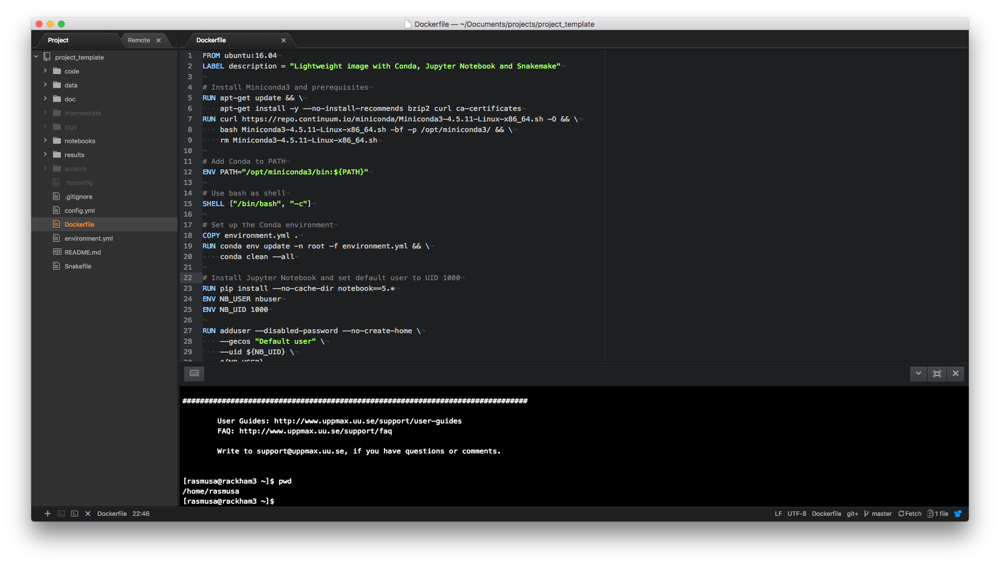 Dockerfile — ~/Documents/projects/project_template
Project
Remote
Dockerfile
project_template
code
data
doc
intermediate
logs
notebooks
results
scratch
.ftpconfig
.gitignore
config.yml
Dockerfile
environment.yml
README.md
Snakefile
1 FROM ubuntu:16.04¬
2 LABEL description = "Lightweight image with Conda, Jupyter Notebook and Snakemake"¬
3 ¬
4 # Install Miniconda3 and prerequisites¬
5 RUN apt-get update && \¬
6 ····apt-get install -y --no-install-recommends bzip2 curl ca-certificates¬
7 RUN curl https://repo.continuum.io/miniconda/Miniconda3-4.5.11-Linux-x86_64.sh -O && \¬
8 ····bash Miniconda3-4.5.11-Linux-x86_64.sh -bf -p /opt/miniconda3/ && \¬
9 ····rm Miniconda3-4.5.11-Linux-x86_64.sh¬
10 ¬
11 # Add Conda to PATH¬
12 ENV PATH="/opt/miniconda3/bin:${PATH}"¬
13 ¬
14 # Use bash as shell¬
15 SHELL ["/bin/bash", "-c"]¬
16 ¬
17 # Set up the Conda environment¬
18 COPY environment.yml .¬
19 RUN conda env update -n root -f environment.yml && \¬
20 ····conda clean --all¬
21 ¬
22 # Install Jupyter Notebook and set default user to UID 1000¬
23 RUN pip install --no-cache-dir notebook==5.*¬
24 ENV NB_USER nbuser¬
25 ENV NB_UID 1000¬
26 ¬
27 RUN adduser --disabled-password --no-create-home \¬
28 ····--gecos "Default user" \¬
29 ····--uid ${NB_UID} \¬
30 ${NB_USER}
###############################################################################
User Guides: http://www.uppmax.uu.se/support/user-guides
FAQ: http://www.uppmax.uu.se/support/faq
Write to support@uppmax.uu.se, if you have questions or comments.
[rasmusa@rackham3 ~]$ pwd
/home/rasmusa
[rasmusa@rackham3 ~]$
Dockerfile 22:46
LF UTF-8 Dockerfile git+ master Fetch 1 file